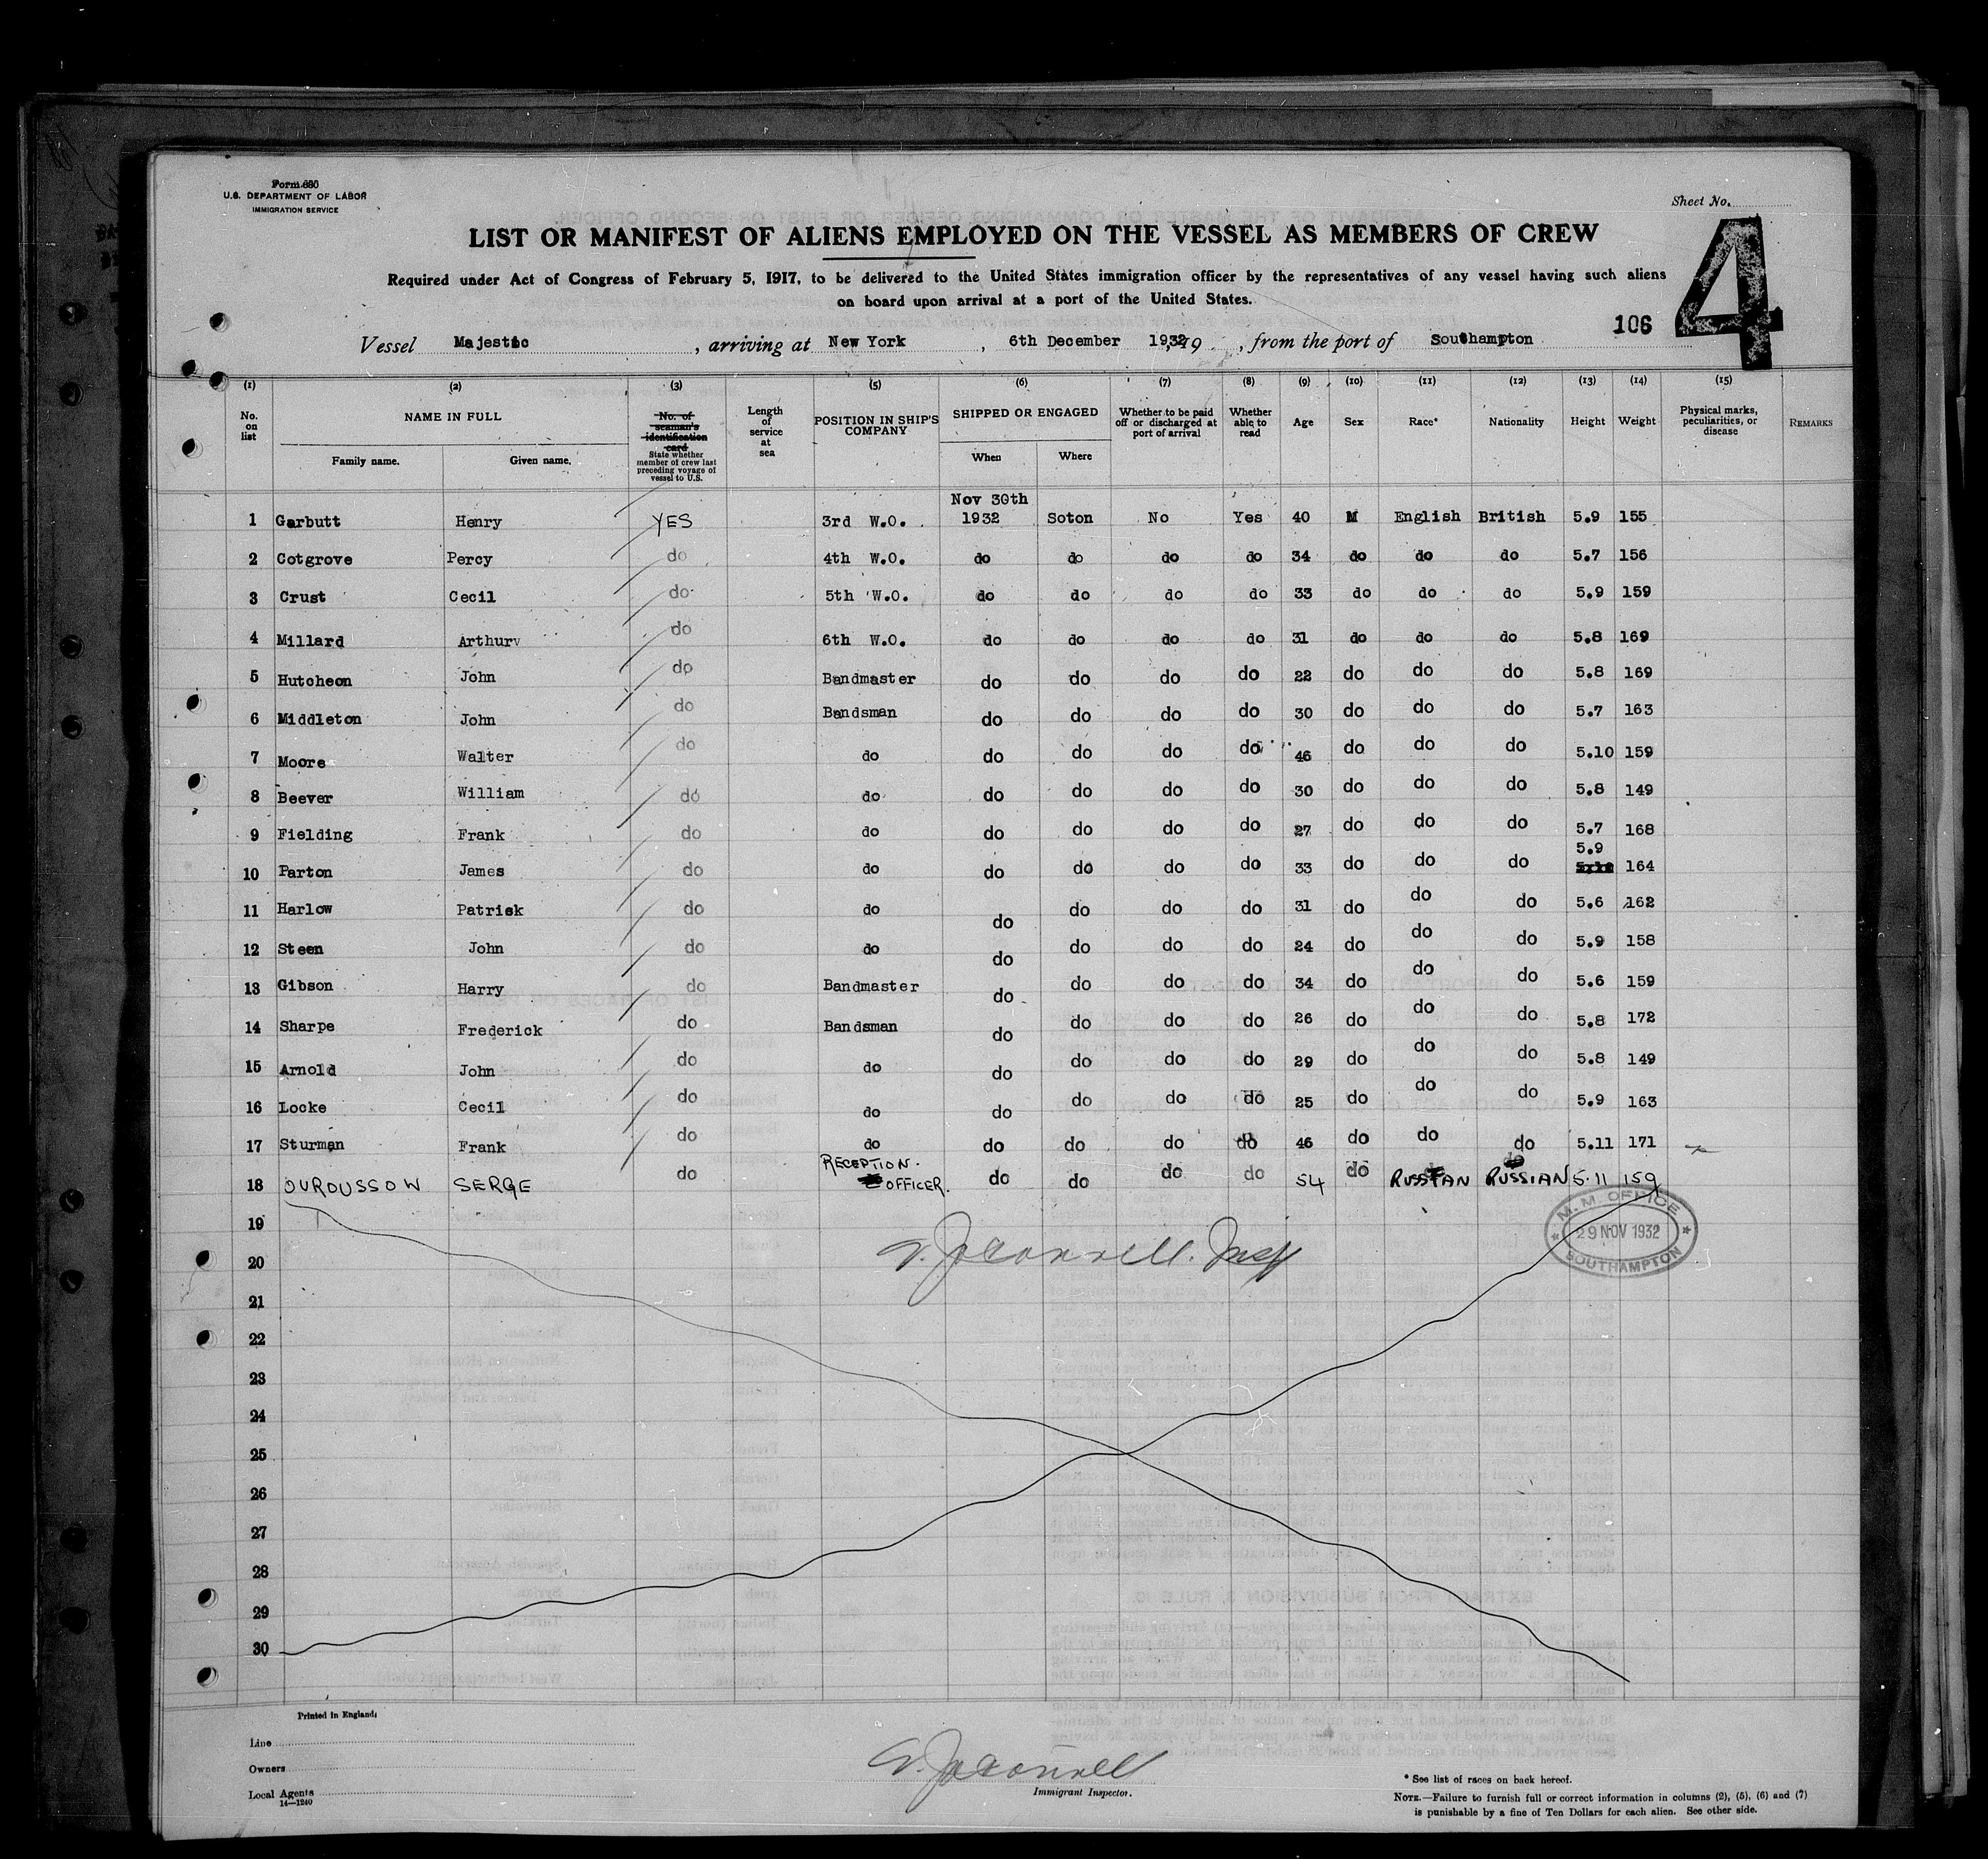 Form 680
U.S. DEPARTMENT OF LABOR
IMMIGRATION SERVICE
Sheet No.
4
LIST OR MANIFEST OF ALIENS EMPLOYED ON THE VESSEL AS MEMBERS OF CREW
Required under Act of Congress of February 5, 1917, to be delivered to the United States immigration officer by the representatives of any vessel having such aliens
on board upon arrival at a port of the United States.
106
Vessel Majestic , arriving at New York , 6th December 1932, 19 , from the port of Southampton
(1) (2) (3) (5) (6) (7) (8) (9) (10) (11) (12) (13) (14) (15)
No. on list NAME IN FULL Family name. Given name. No. of seaman's identification card State whether member of crew last preceding voyage of vessel to U.S. Length of service at sea POSITION IN SHIP'S COMPANY SHIPPED OR ENGAGED When Where Whether to be paid off or discharged at port of arrival Whether able to read Age Sex Race* Nationality Height Weight Physical marks, peculiarities, or disease REMARKS
Nov 30th
1 Garbutt Henry YES 3rd W.O. 1932 Soton No Yes 40 M English British 5.9 155
2 Cotgrove Percy do 4th W.O. do do do do 34 do do do 5.7 156
3 Crust Cecil do 5th W.O. do do do do 33 do do do 5.9 159
4 Millard Arthurv do 6th W.O. do do do do 31 do do do 5.8 169
5 Hutcheon John do Bandmaster do do do do 22 do do do 5.8 169
6 Middleton John do Bandsman do do do do 30 do do do 5.7 163
7 Moore Walter do do do do do do 46 do do do 5.10 159
8 Beever William do do do do do do 30 do do do 5.8 149
9 Fielding Frank do do do do do do 27 do do do 5.7 168
5.9
10 Parton James do do do do do do 33 do do do 164
11 Harlow Patrick do do do do do do 31 do do do 5.6 162
12 Steen John do do do do do do 24 do do do 5.9 158
13 Gibson Harry do Bandmaster do do do do 34 do do do 5.6 159
14 Sharpe Frederick do Bandsman do do do do 26 do do do 5.8 172
15 Arnold John do do do do do do 29 do do do 5.8 149
16 Locke Cecil do do do do do do 25 do do do 5.9 163
17 Sturman Frank do do do do do do 46 do do do 5.11 171
RECEPTION.
18 OUROUSSOW SERGE do OFFICER. do do do do 54 do RUSSIAN RUSSIAN 5.11 159
19
20
21
22
23
24
25
26
27
28
29
30
M.M. OFFICE
29 NOV 1932
SOUTHAMPTON
Printed in England.
Line
Owners
Local Agents
14—1240
Immigrant Inspector.
* See list of races on back hereof.
NOTE.—Failure to furnish full or correct information in columns (2), (5), (6) and (7)
is punishable by a fine of Ten Dollars for each alien. See other side.